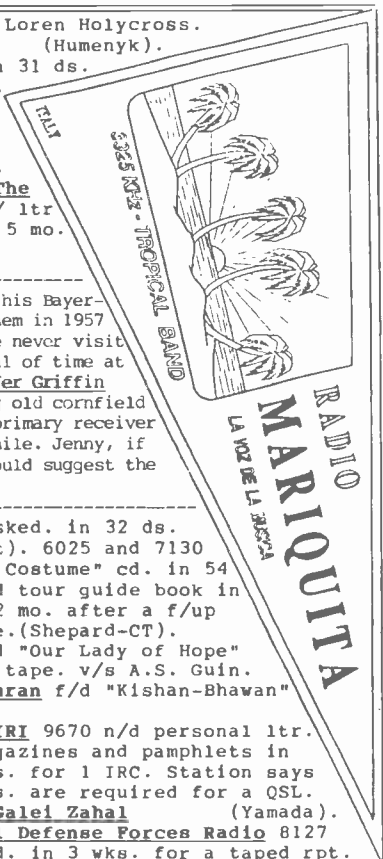 Loren Holycross.
(Humenyk).
31 ds.
The
ltr
5 mo.
his Bayer-
em in 1957
never visit
l of time at
er Griffin
old cornfield
primary receiver
ile. Jenny, if
uld suggest the
sked. in 32 ds.
). 6025 and 7130
Costume" cd. in 54
tour guide book in
2 mo. after a f/up
e.(Shepard-CT).
"Our Lady of Hope"
tape. v/s A.S. Guin.
hran f/d "Kishan-Bhawan"
IRI 9670 n/d personal ltr.
gazines and pamphlets in
s. for 1 IRC. Station says
s. are required for a QSL.
Galei Zahal (Yamada).
Defense Forces Radio 8127
d. in 3 wks. for a taped rpt.
ITALY
KHz - TROPICAL BAND
RADIO
MARIQUITA
LA VOZ DE LA